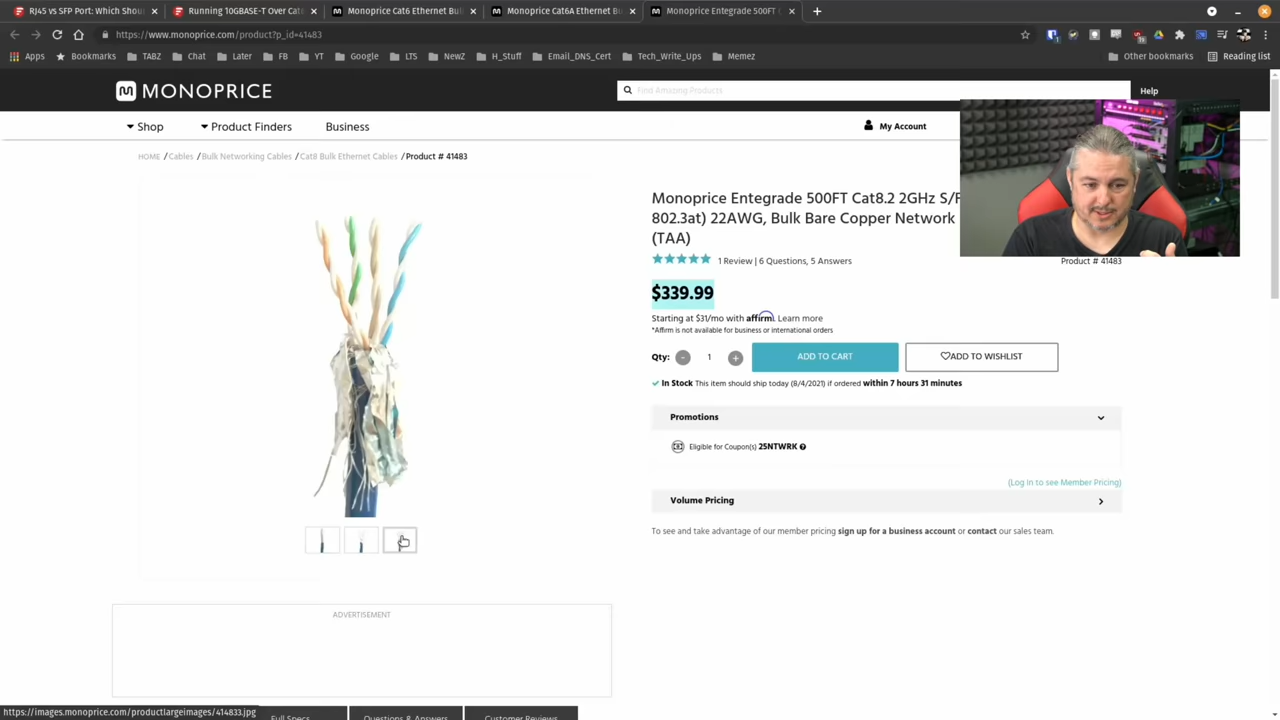 RJ45 vs SFP Port: Which Shou
Running 10GBASE-T Over Cat
Monoprice Cat6 Ethernet Bul
Monoprice Cat6A Ethernet B
Monoprice Entegrade 500FT C
https://www.monoprice.com/product?p_id=41483
Apps Bookmarks TABZ Chat Later FB YT Google LTS NewZ H_Stuff Email_DNS_Cert Tech_Write_Ups Memez Other bookmarks Reading list
MONOPRICE
Find Amazing Products
Help
Shop Product Finders Business
My Account
HOME / Cables / Bulk Networking Cables / Cat8 Bulk Ethernet Cables / Product # 41483
Monoprice Entegrade 500FT Cat8.2 2GHz S/F
802.3at) 22AWG, Bulk Bare Copper Network
(TAA)
1 Review | 6 Questions, 5 Answers
Product # 41483
$339.99
Starting at $31/mo with affirm. Learn more
*Affirm is not available for business or international orders
Qty: - 1 + ADD TO CART ADD TO WISHLIST
In Stock This item should ship today (8/4/2021) if ordered within 7 hours 31 minutes
Promotions
Eligible for Coupon(s) 25NTWRK
(Log In to see Member Pricing)
Volume Pricing
To see and take advantage of our member pricing sign up for a business account or contact our sales team.
ADVERTISEMENT
https://images.monoprice.com/productlargeimages/414833.jpg
Full Specs Questions & Answers Customer Reviews